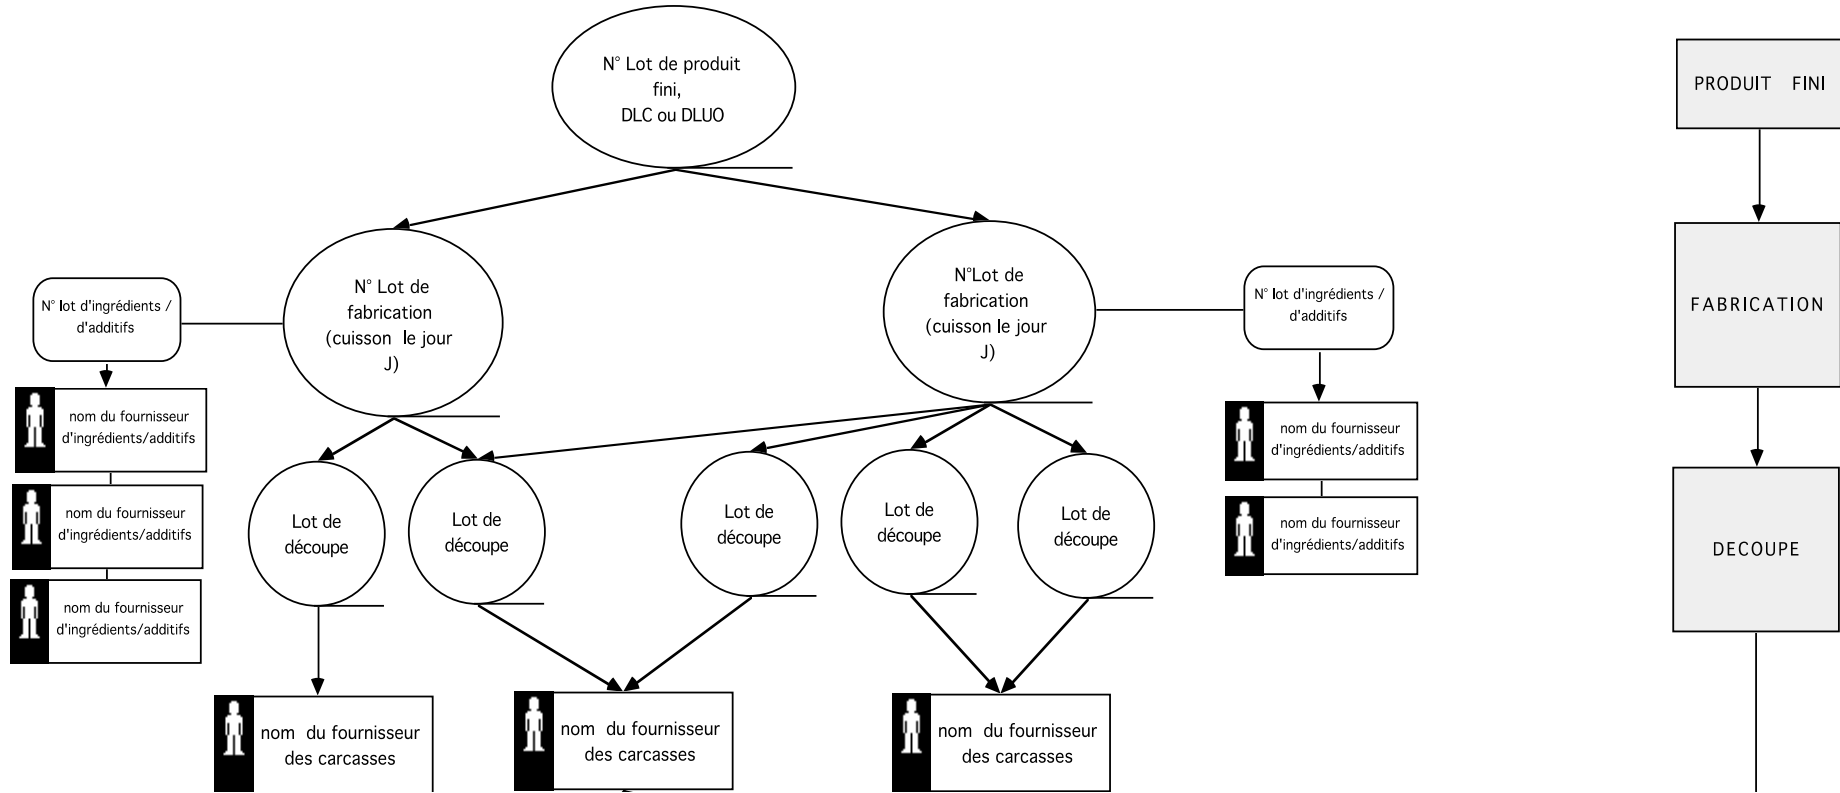 N° Lot de produit
fini,
DLC ou DLUO
PRODUIT FINI
N° lot d'ingrédients /
d'additifs
N° Lot de
fabrication
(cuisson le jour
J)
N°Lot de
fabrication
(cuisson le jour
J)
N° lot d'ingrédients /
d'additifs
FABRICATION
nom du fournisseur
d'ingrédients/additifs
nom du fournisseur
d'ingrédients/additifs
nom du fournisseur
d'ingrédients/additifs
nom du fournisseur
d'ingrédients/additifs
nom du fournisseur
d'ingrédients/additifs
Lot de
découpe
Lot de
découpe
Lot de
découpe
Lot de
découpe
Lot de
découpe
DECOUPE
nom du fournisseur
des carcasses
nom du fournisseur
des carcasses
nom du fournisseur
des carcasses